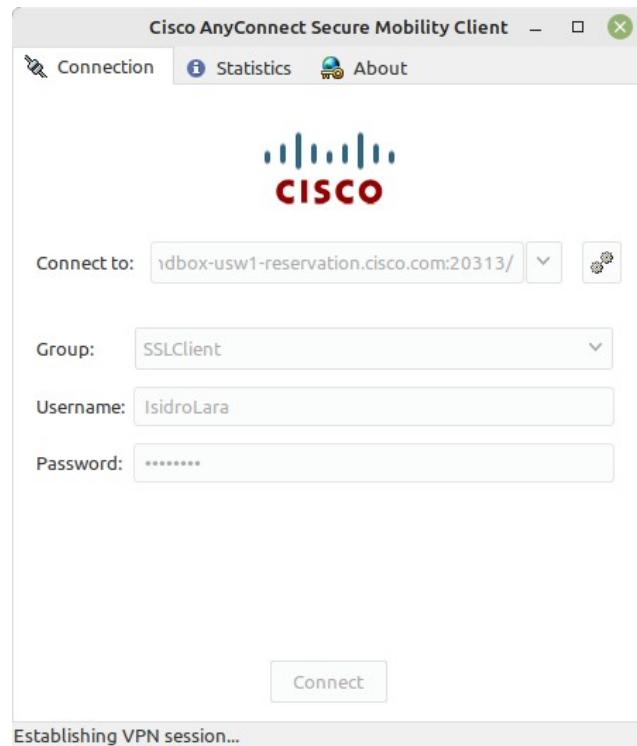 Cisco AnyConnect Secure Mobility Client
Connection Statistics About
CISCO
Connect to: dbox-usw1-reservation.cisco.com:20313/
Group: SSLClient
Username: IsidroLara
Password: ••••••••
Connect
Establishing VPN session...